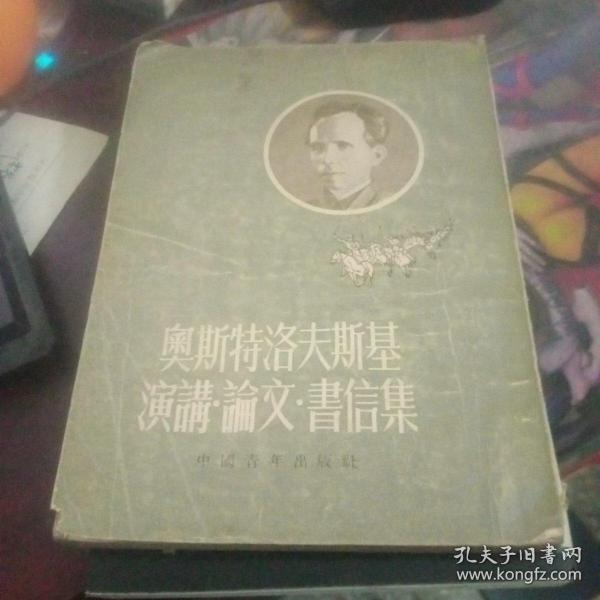 奧斯特洛夫斯基
演講·論文·書信集
中國青年出版社
孔夫子旧書网
www.kongfz.com